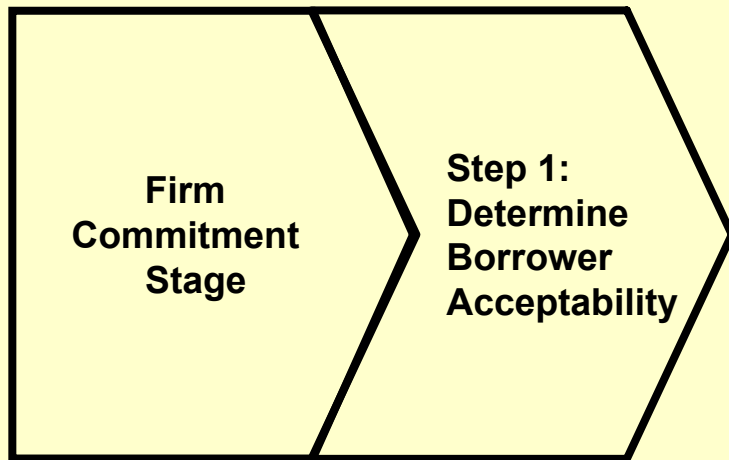 Firm
Commitment
Stage
Step 1:
Determine
Borrower
Acceptability